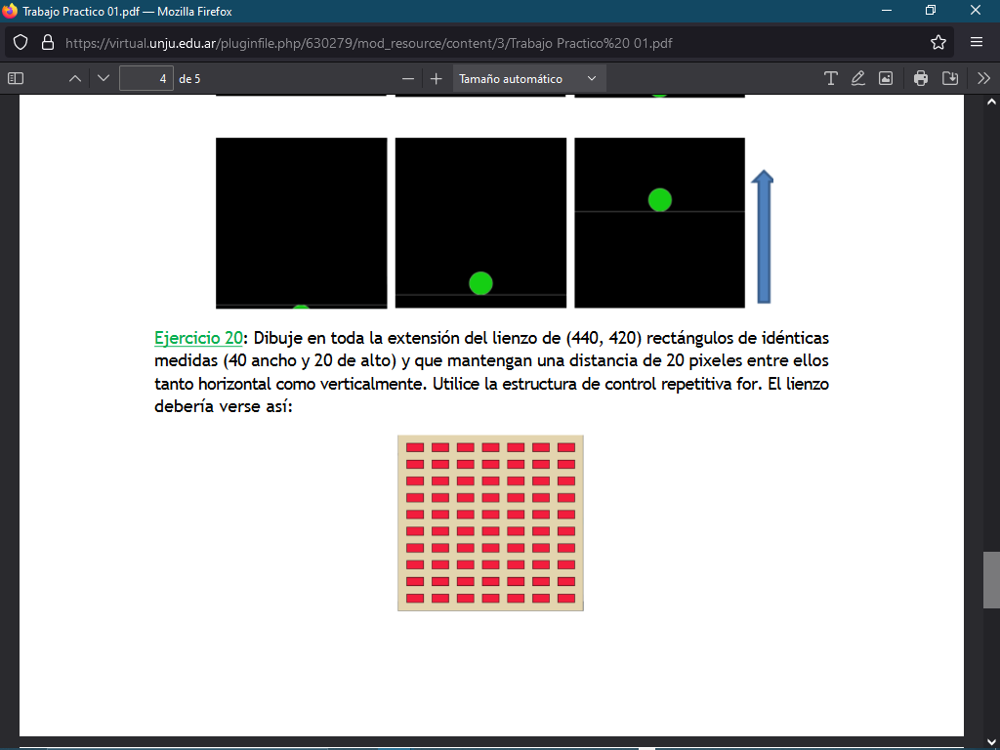 Trabajo Practico 01.pdf — Mozilla Firefox
https://virtual.unju.edu.ar/pluginfile.php/630279/mod_resource/content/3/Trabajo Practico%20 01.pdf
4 de 5
Tamaño automático
Ejercicio 20: Dibuje en toda la extensión del lienzo de (440, 420) rectángulos de idénticas
medidas (40 ancho y 20 de alto) y que mantengan una distancia de 20 pixeles entre ellos
tanto horizontal como verticalmente. Utilice la estructura de control repetitiva for. El lienzo
debería verse así: